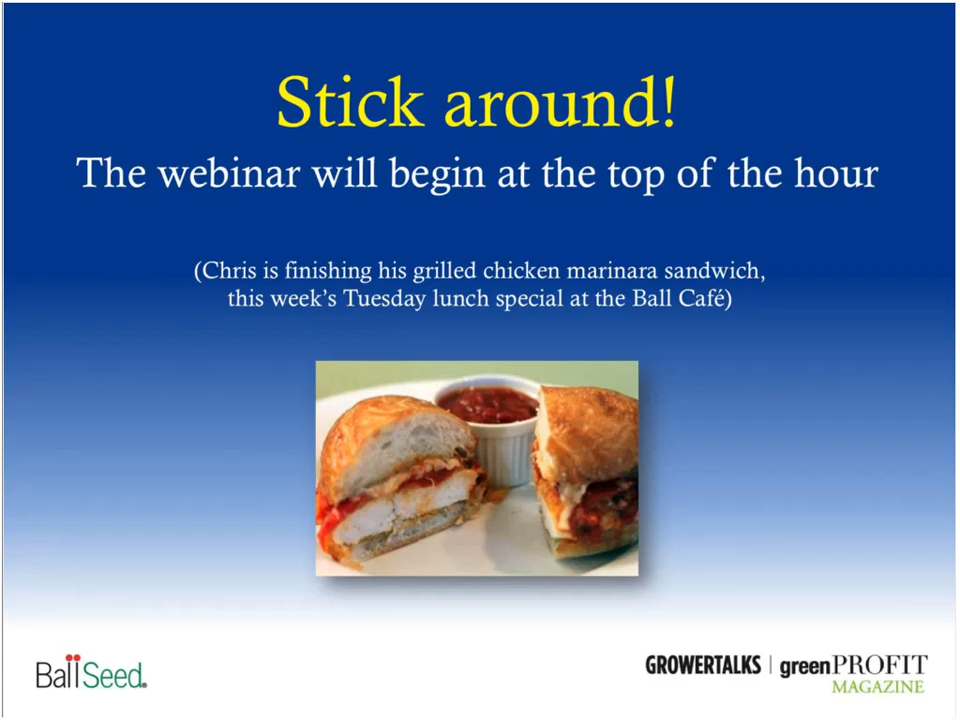 Stick around!
The webinar will begin at the top of the hour
(Chris is finishing his grilled chicken marinara sandwich,
this week’s Tuesday lunch special at the Ball Café)
Ball Seed®
GROWERTALKS | greenPROFIT
MAGAZINE